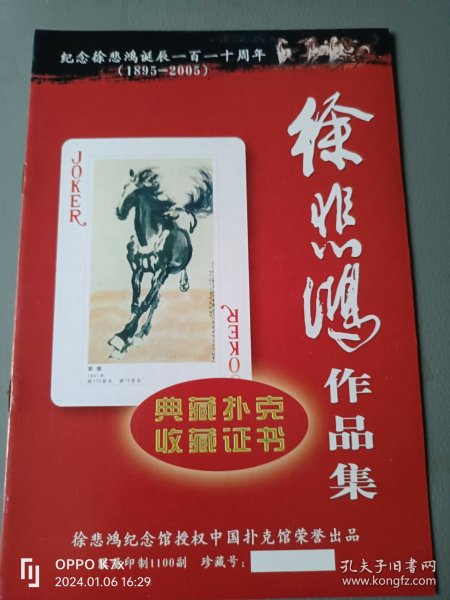 纪念徐悲鸿诞辰一百一十周年
(1895-2005)
徐悲鸿
作品集
JOKER
JOKER
典藏扑克
收藏证书
徐悲鸿纪念馆授权中国扑克馆荣誉出品
印制1100副 珍藏号:
OPPO K7x
2024.01.06 16:29
孔夫子旧书网
www.kongfz.com